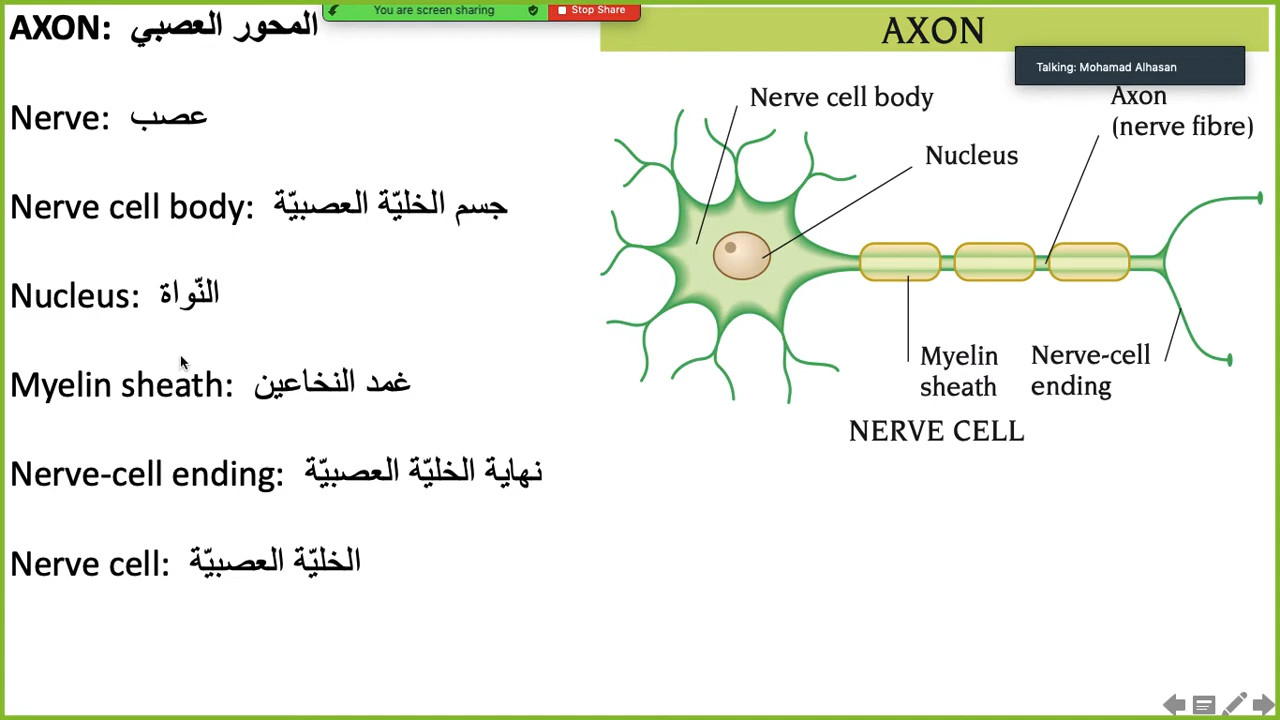 You are screen sharing
Stop Share
AXON: المحور العصبي
Nerve: عصب
Nerve cell body: جسم الخليّة العصبيّة
Nucleus: النّواة
Myelin sheath: غمد النخاعين
Nerve-cell ending: نهاية الخليّة العصبيّة
Nerve cell: الخليّة العصبيّة
AXON
Talking: Mohamad Alhasan
Nerve cell body
Axon
(nerve fibre)
Nucleus
Myelin
sheath
Nerve-cell
ending
NERVE CELL